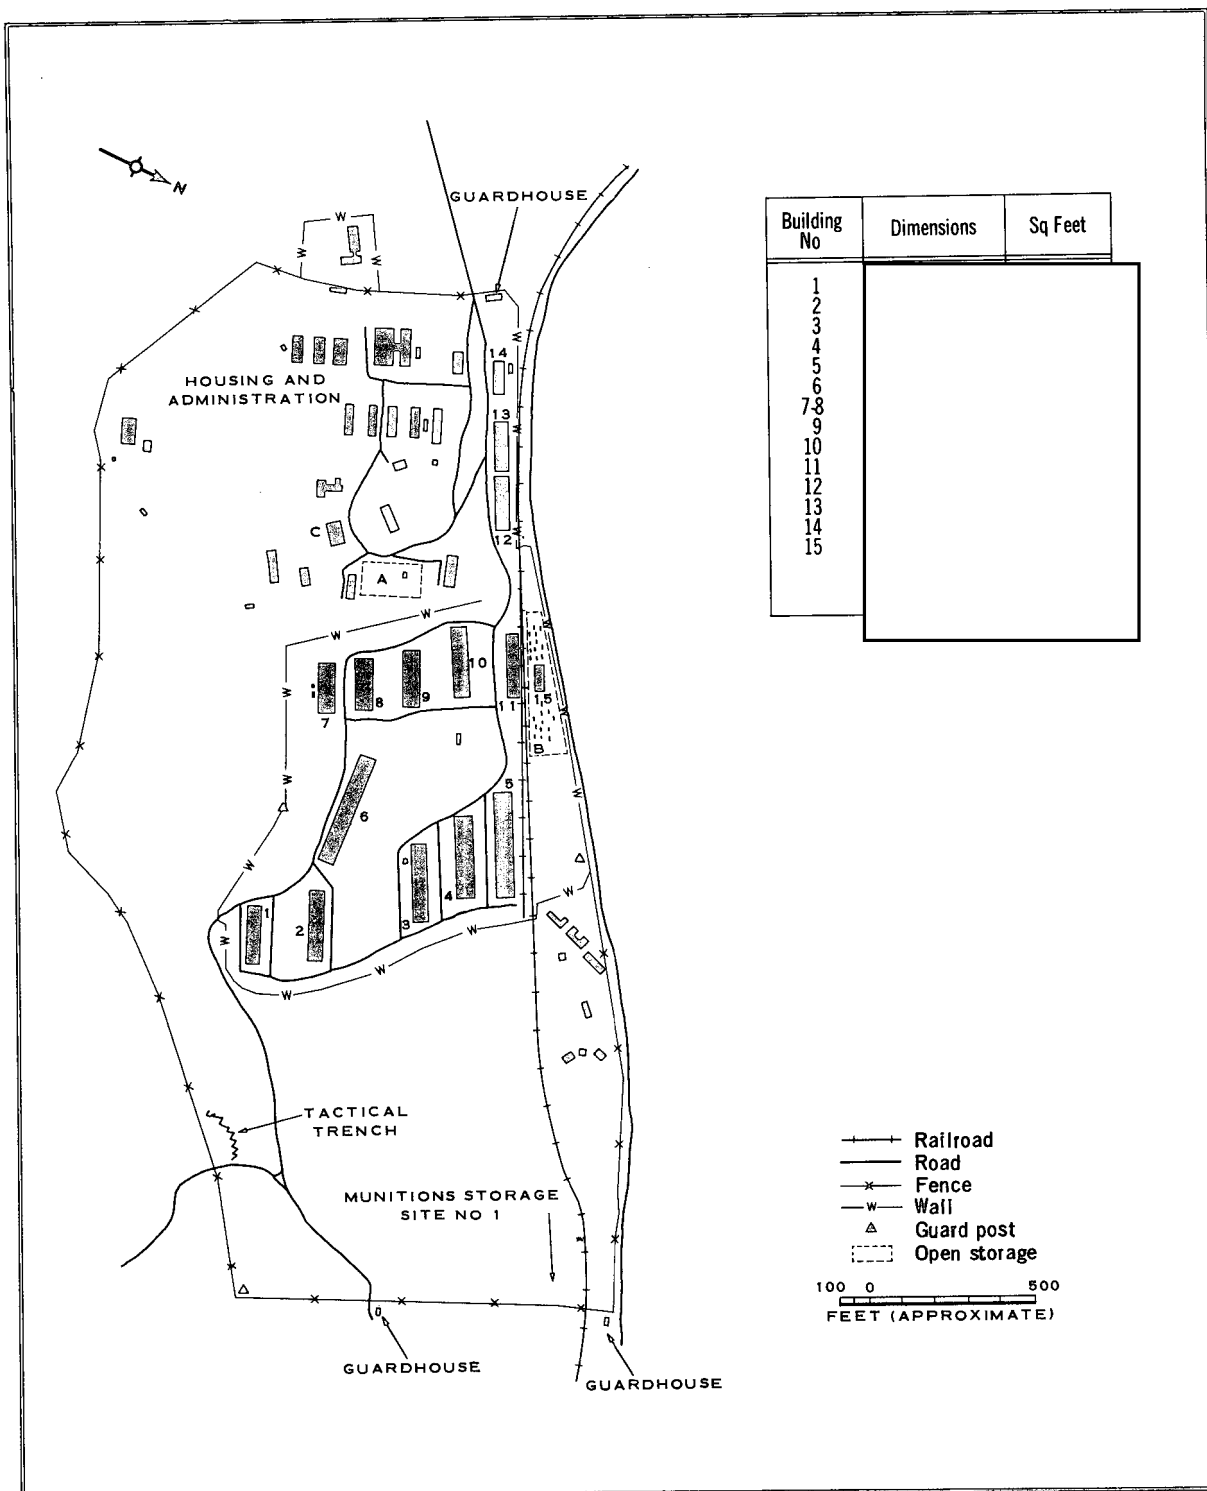 N
W
GUARDHOUSE
W
W
W
14
HOUSING AND
ADMINISTRATION
13
W
C
12
W
A
W
W
W
10
W
7
8
9
11
15
W
B
W
5
6
W
W
4
1
2
3
W
W
W
W
TACTICAL
TRENCH
MUNITIONS STORAGE
SITE NO 1
GUARDHOUSE
GUARDHOUSE
Building
No
Dimensions
Sq Feet
1
2
3
4
5
6
7-8
9
10
11
12
13
14
15
Railroad
Road
Fence
W Wall
Guard post
Open storage
100 0 500
FEET (APPROXIMATE)